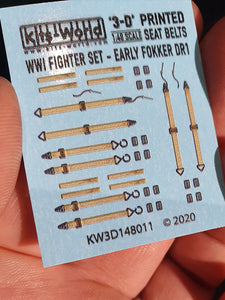 kits-World '3-D' PRINTED
1:48 SCALE SEAT BELTS
WWI FIGHTER SET - EARLY FOKKER DR1
© 2020
KW3D148011